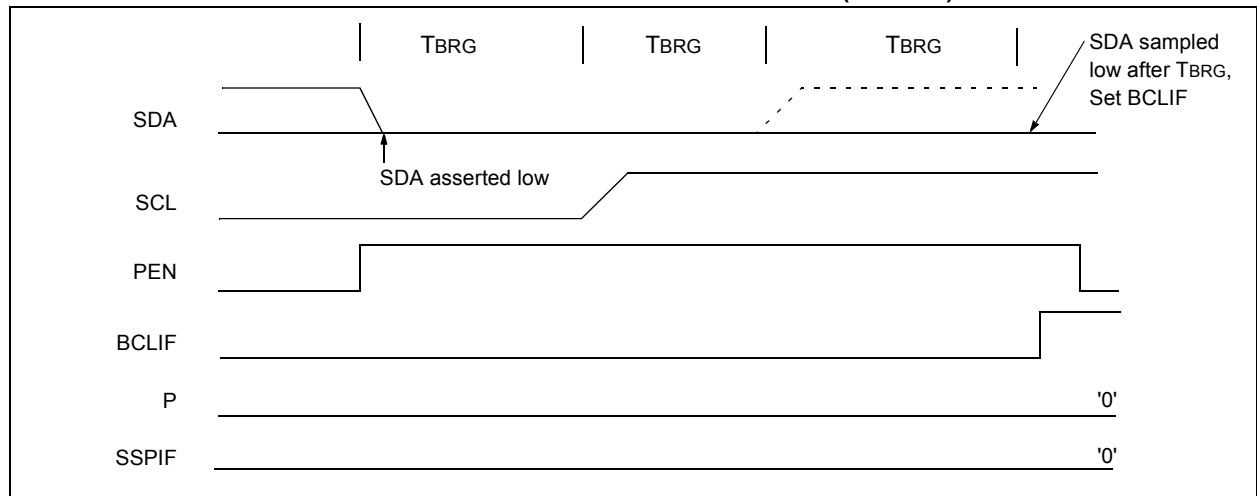 TBRG TBRG TBRG
SDA sampled
low after TBRG,
Set BCLIF
SDA
SDA asserted low
SCL
PEN
BCLIF
P '0'
SSPIF '0'